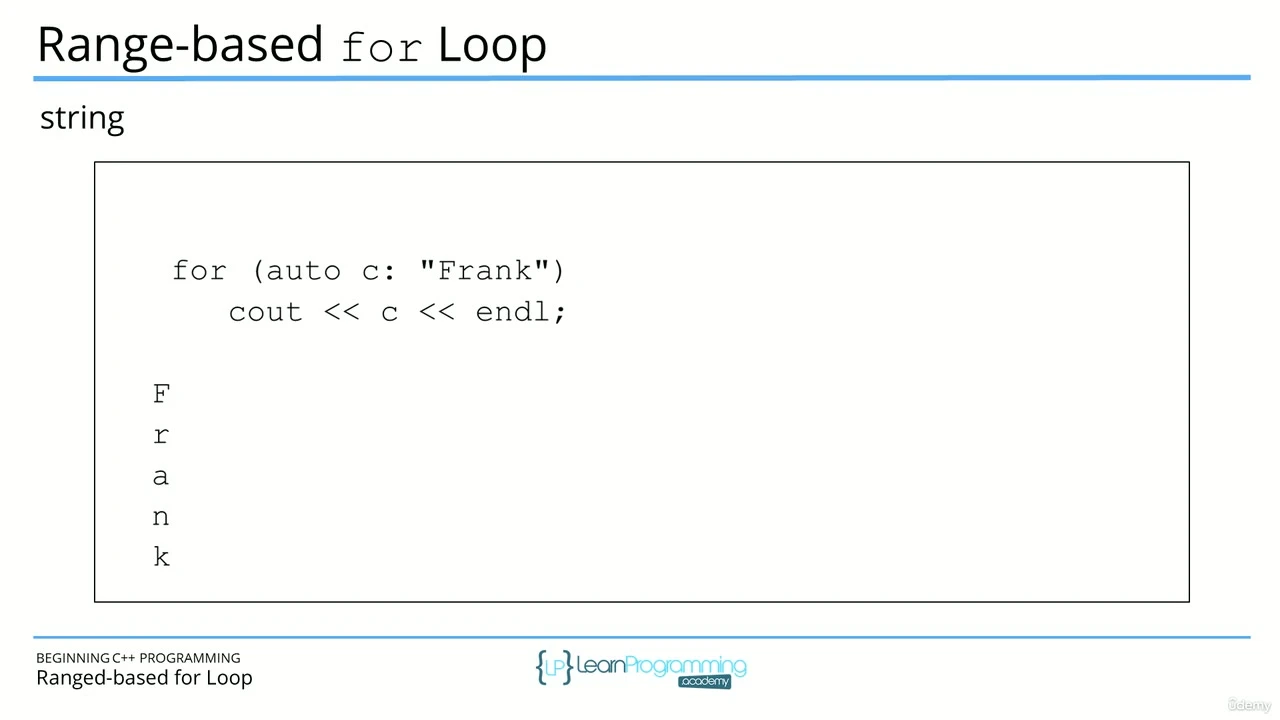 Range-based for Loop
string
for (auto c: "Frank")
cout << c << endl;
F
r
a
n
k
BEGINNING C++ PROGRAMMING
Ranged-based for Loop
{LP} LearnProgramming
.academy
ûdemy